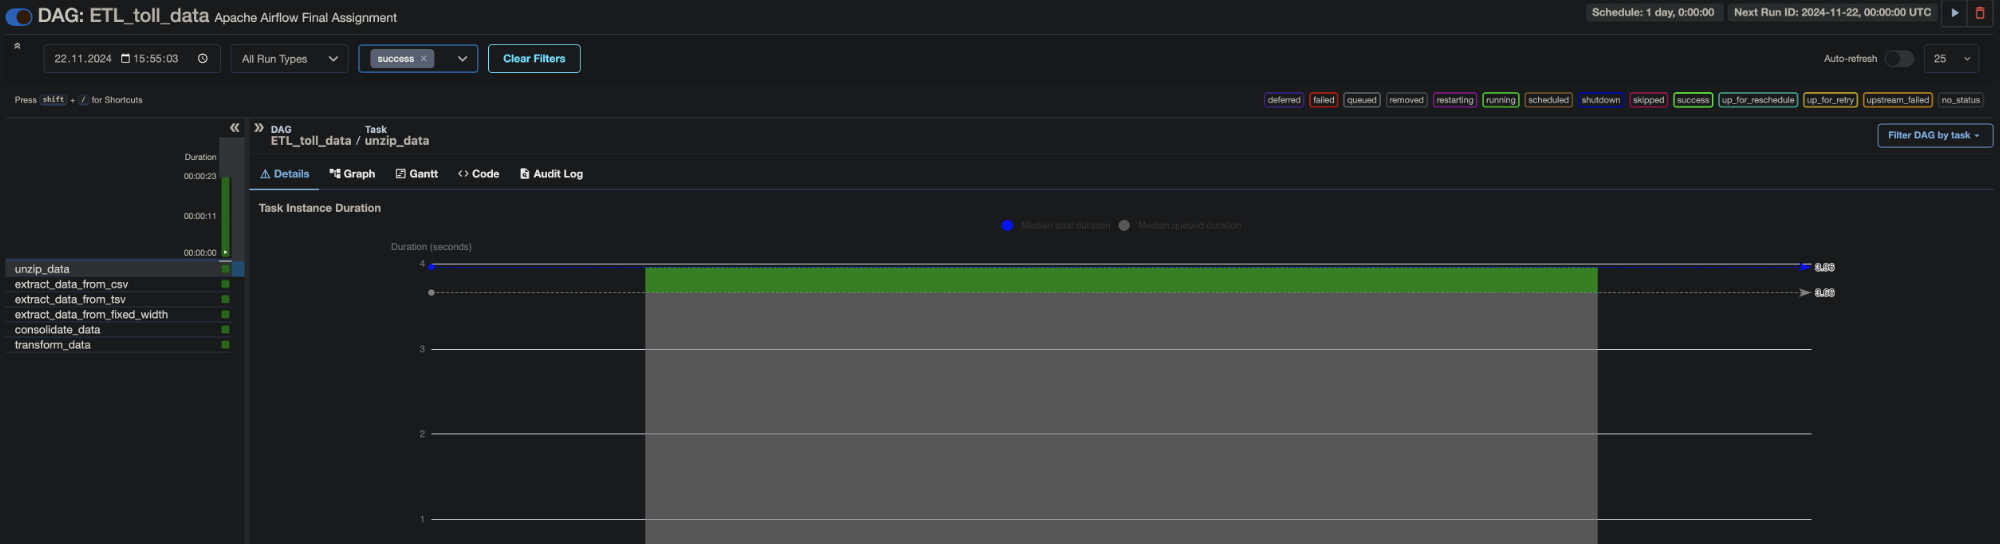 DAG: ETL_toll_data Apache Airflow Final Assignment
Schedule: 1 day, 0:00:00 Next Run ID: 2024-11-22, 00:00:00 UTC
22.11.2024 15:55:03 All Run Types success × Clear Filters
Auto-refresh 25
Press shift + / for Shortcuts
deferred failed queued removed restarting running scheduled shutdown skipped success up_for_reschedule up_for_retry upstream_failed no_status
DAG Task
ETL_toll_data / unzip_data
Filter DAG by task
Duration
00:00:23
00:00:11
00:00:00
unzip_data
extract_data_from_csv
extract_data_from_tsv
extract_data_from_fixed_width
consolidate_data
transform_data
Details Graph Gantt <> Code Audit Log
Task Instance Duration
Median total duration Median queued duration
Duration (seconds)
4
3.96
3.66
3
2
1